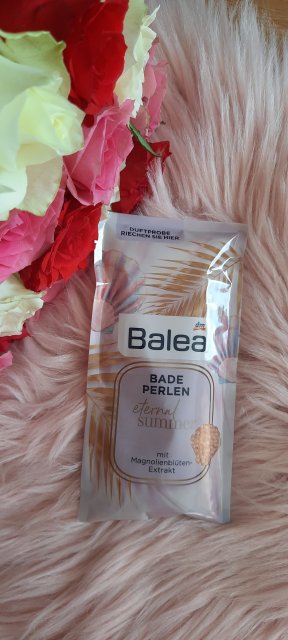 DUFTPROBE
RIECHEN SIE HIER
dm
Balea
BADE
PERLEN
eternal
summer
mit
Magnolienblüten-
Extrakt